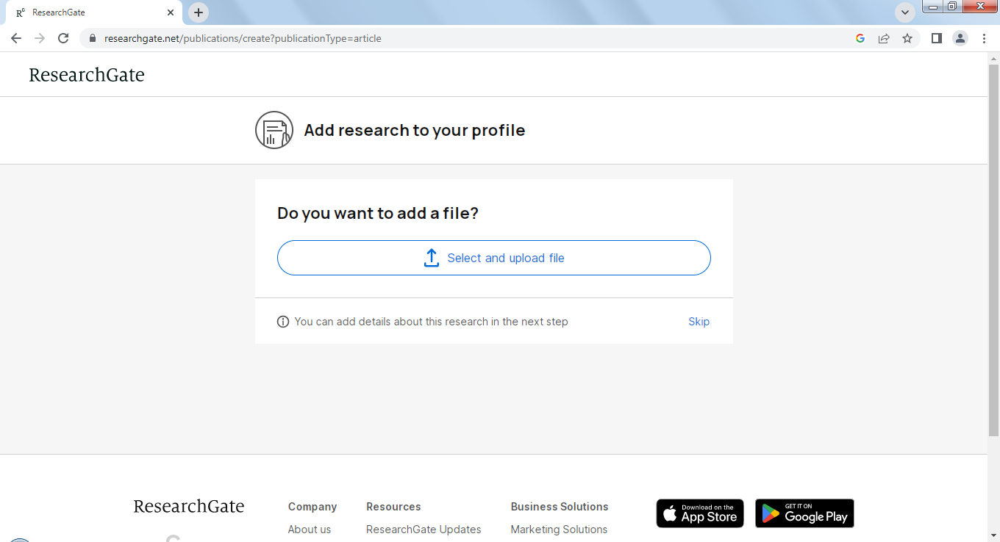 ResearchGate
researchgate.net/publications/create?publicationType=article
ResearchGate
Add research to your profile
Do you want to add a file?
Select and upload file
You can add details about this research in the next step
Skip
ResearchGate
Company
Resources
Business Solutions
Download on the
App Store
GET IT ON
Google Play
About us
ResearchGate Updates
Marketing Solutions